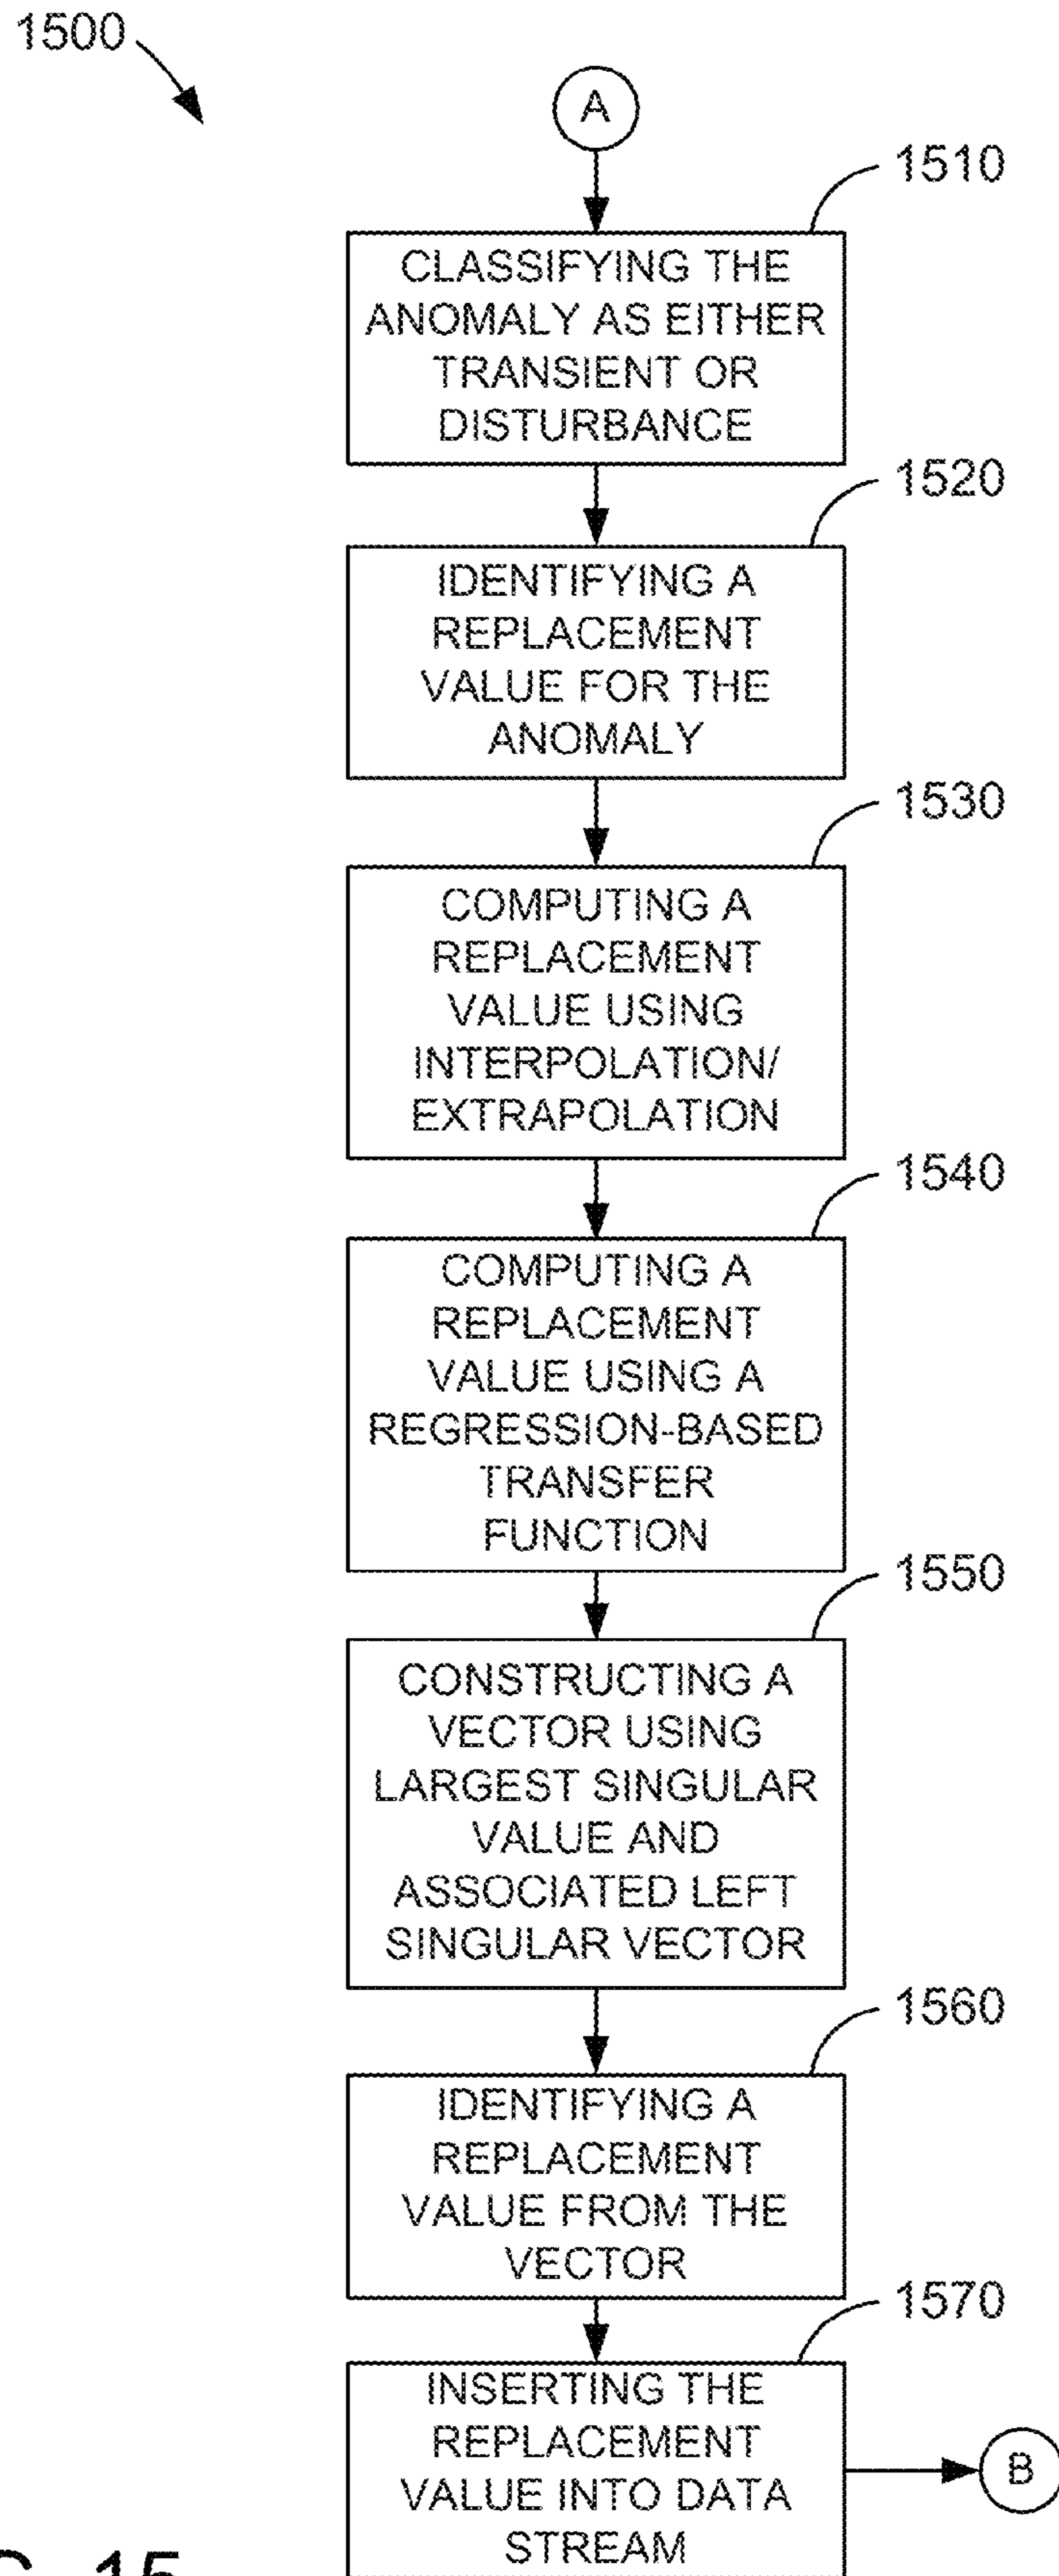 1500
A
1510
CLASSIFYING THE
ANOMALY AS EITHER
TRANSIENT OR
DISTURBANCE
1520
IDENTIFYING A
REPLACEMENT
VALUE FOR THE
ANOMALY
1530
COMPUTING A
REPLACEMENT
VALUE USING
INTERPOLATION/
EXTRAPOLATION
1540
COMPUTING A
REPLACEMENT
VALUE USING A
REGRESSION-BASED
TRANSFER
FUNCTION
1550
CONSTRUCTING A
VECTOR USING
LARGEST SINGULAR
VALUE AND
ASSOCIATED LEFT
SINGULAR VECTOR
1560
IDENTIFYING A
REPLACEMENT
VALUE FROM THE
VECTOR
1570
INSERTING THE
REPLACEMENT
VALUE INTO DATA
STREAM
B
15